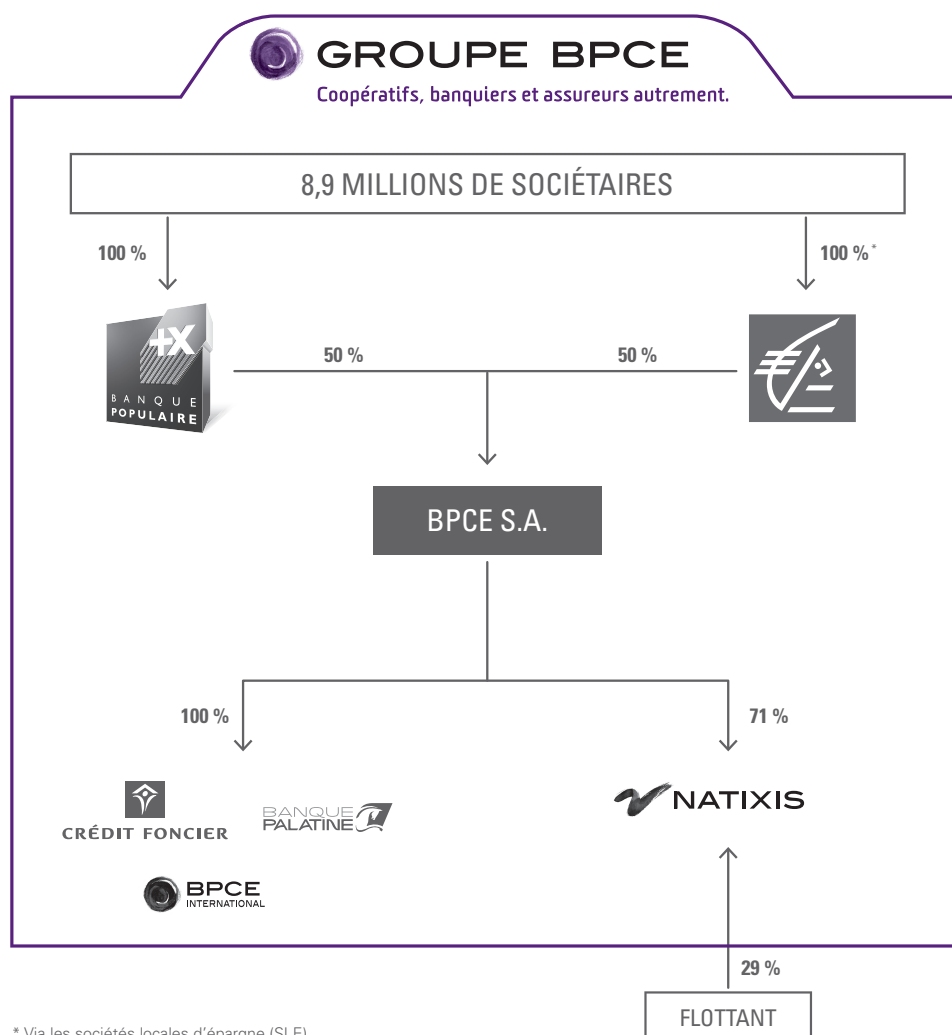 GROUPE BPCE
Coopératifs, banquiers et assureurs autrement.
8,9 MILLIONS DE SOCIÉTAIRES
100 %
100 %*
+X
BANQUE
POPULAIRE
50 %
50 %
BPCE S.A.
100 %
71 %
CRÉDIT FONCIER
BANQUE
PALATINE
NATIXIS
BPCE
INTERNATIONAL
29 %
FLOTTANT
* Via les sociétés locales d'épargne (SLE)